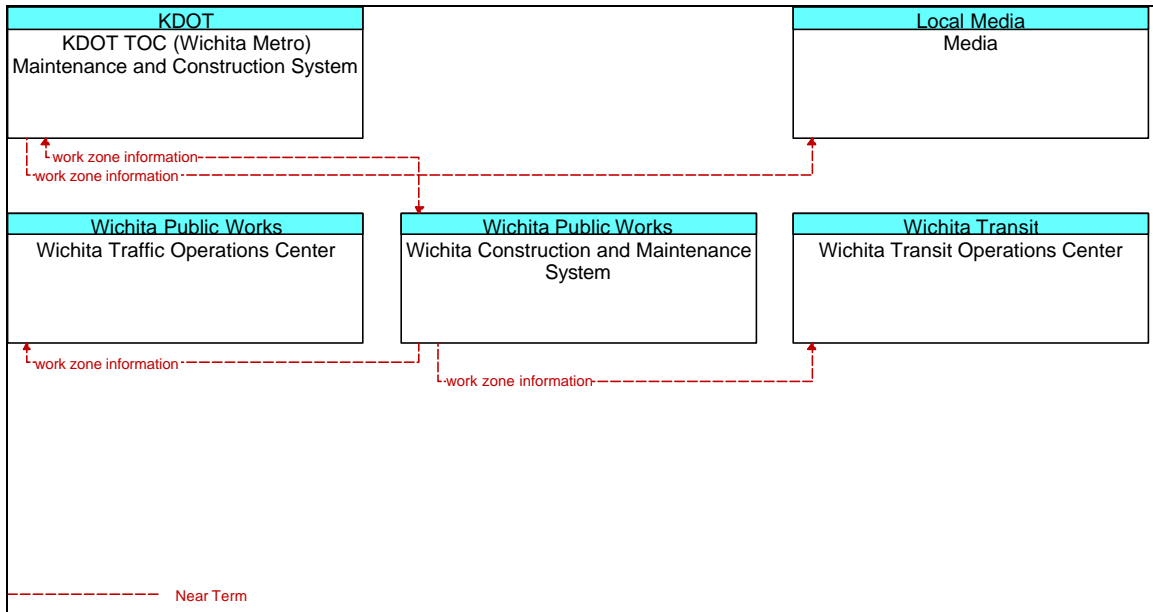 KDOT
KDOT TOC (Wichita Metro)
Maintenance and Construction System
Local Media
Media
work zone information
work zone information
Wichita Public Works
Wichita Traffic Operations Center
Wichita Public Works
Wichita Construction and Maintenance
System
Wichita Transit
Wichita Transit Operations Center
work zone information
work zone information
Near Term